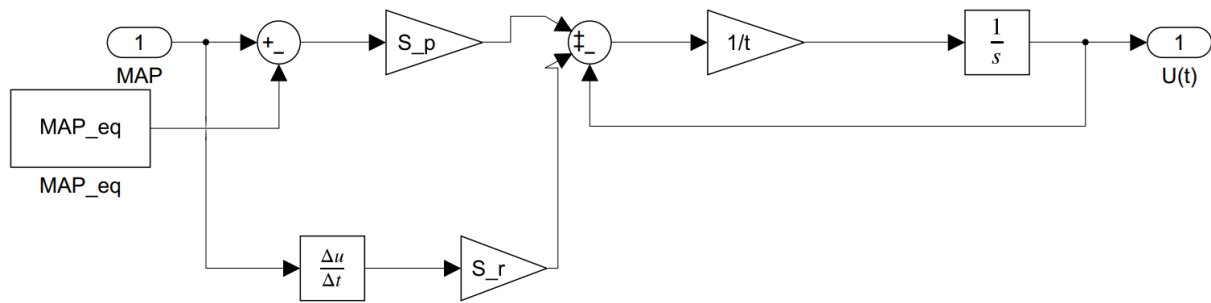 1
MAP
+
-
S_p
+
+
-
1/t
1
s
1
U(t)
MAP_eq
MAP_eq
Δu
Δt
S_r